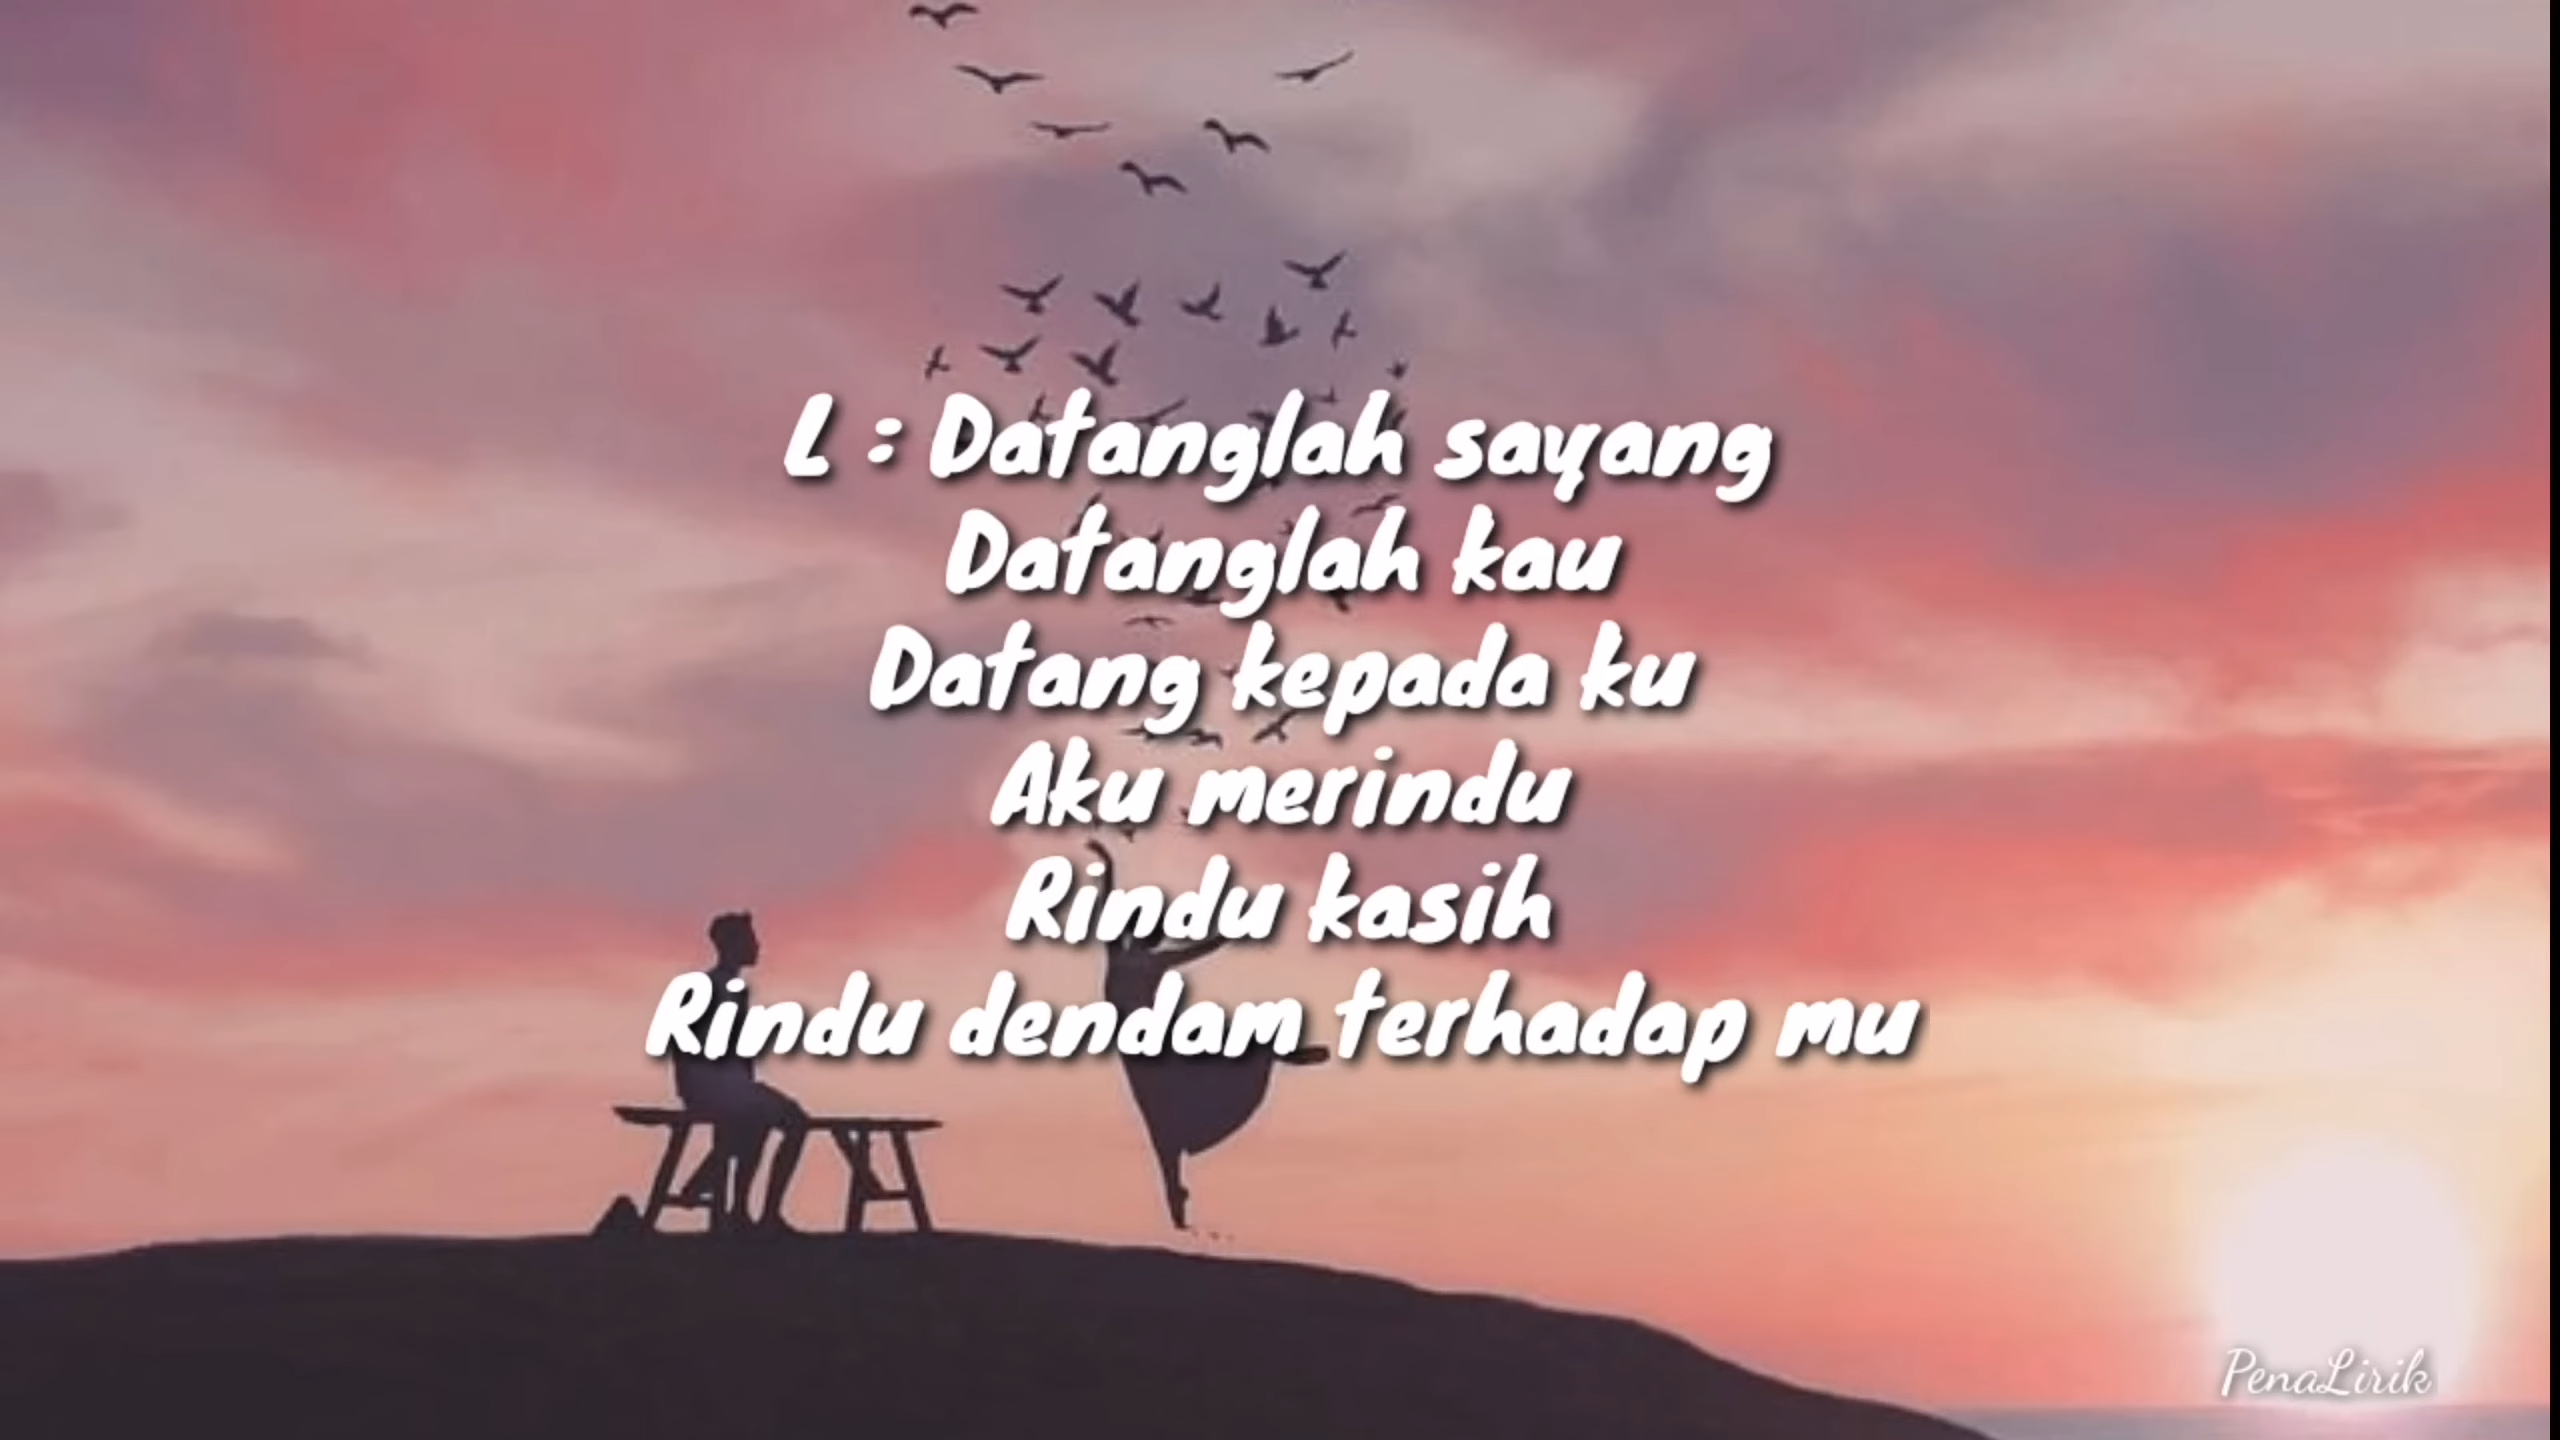 L : Datanglah sayang
Datanglah kau
Datang kepada ku
Aku merindu
Rindu kasih
Rindu dendam terhadap mu
PenaLirik